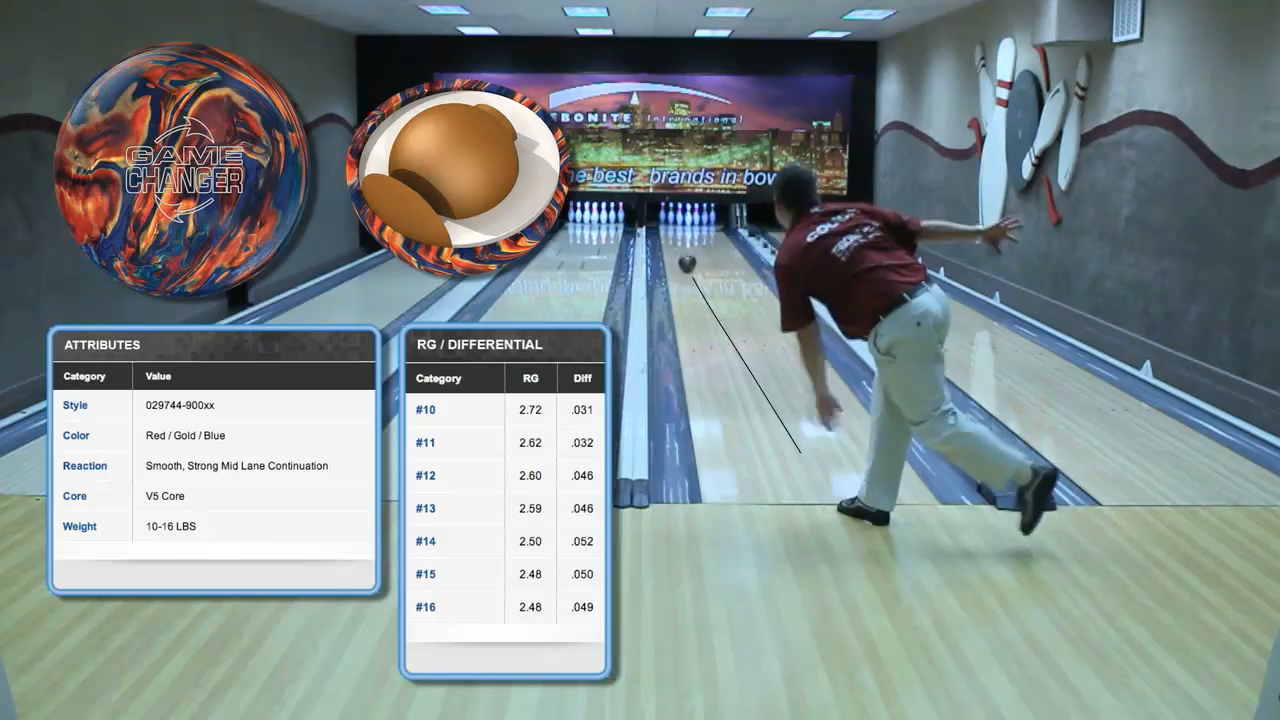 GAME
CHANGER
EBONITE International
he best brands in bow
ATTRIBUTES
Category Value
Style 029744-900xx
Color Red / Gold / Blue
Reaction Smooth, Strong Mid Lane Continuation
Core V5 Core
Weight 10-16 LBS
RG / DIFFERENTIAL
Category RG Diff
#10 2.72 .031
#11 2.62 .032
#12 2.60 .046
#13 2.59 .046
#14 2.50 .052
#15 2.48 .050
#16 2.48 .049